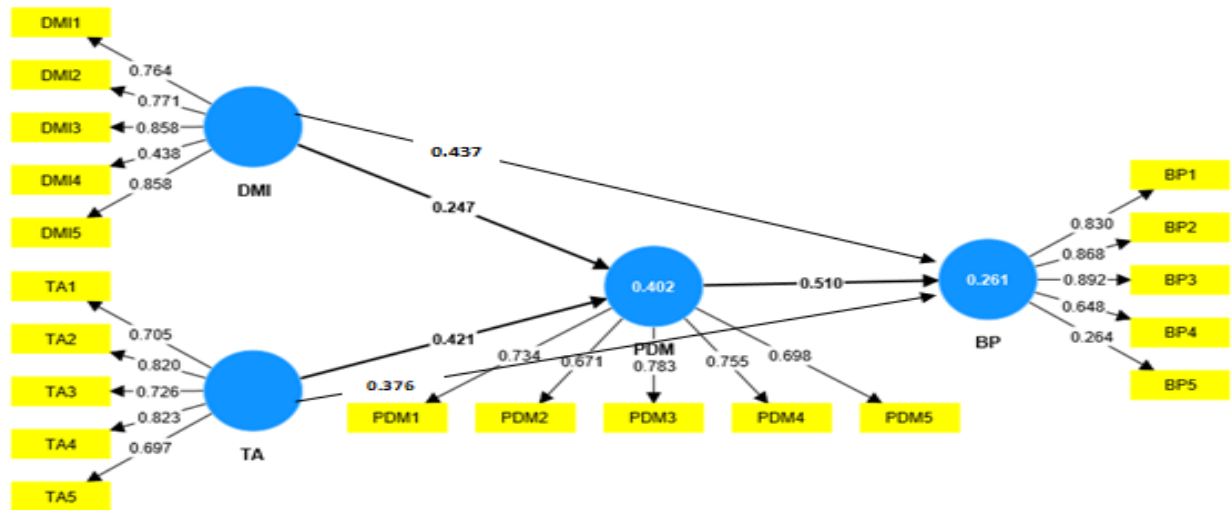 DMI1
DMI2
DMI3
DMI4
DMI5
0.764
0.771
0.858
0.438
0.858
DMI
0.437
0.247
TA1
TA2
TA3
TA4
TA5
0.705
0.820
0.726
0.823
0.697
TA
0.421
0.376
0.402
PDM
0.734
0.671
0.783
0.755
0.698
PDM1
PDM2
PDM3
PDM4
PDM5
0.510
0.261
BP
0.830
0.868
0.892
0.648
0.264
BP1
BP2
BP3
BP4
BP5